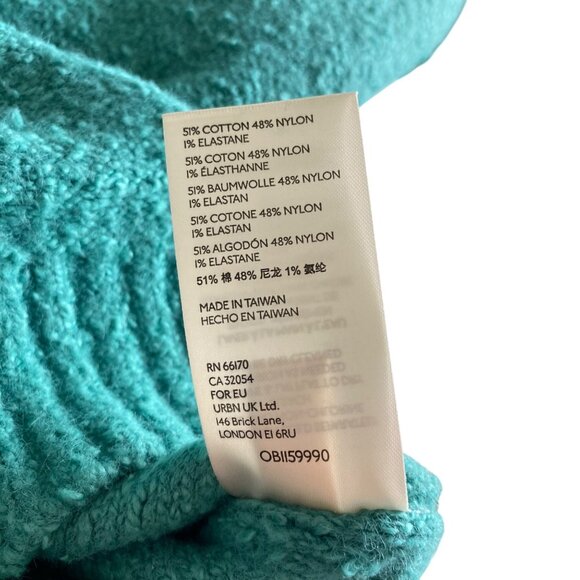 51% COTTON 48% NYLON
1% ELASTANE
51% COTON 48% NYLON
1% ÉLASTHANNE
51% BAUMWOLLE 48% NYLON
1% ELASTAN
51% COTONE 48% NYLON
1% ELASTAN
51% ALGODÓN 48% NYLON
1% ELASTANE
51% 棉 48% 尼龙 1% 氨纶
MADE IN TAIWAN
HECHO EN TAIWAN
RN 66170
CA 32054
FOR EU
URBN UK Ltd.
146 Brick Lane,
LONDON E1 6RU
OB1159990